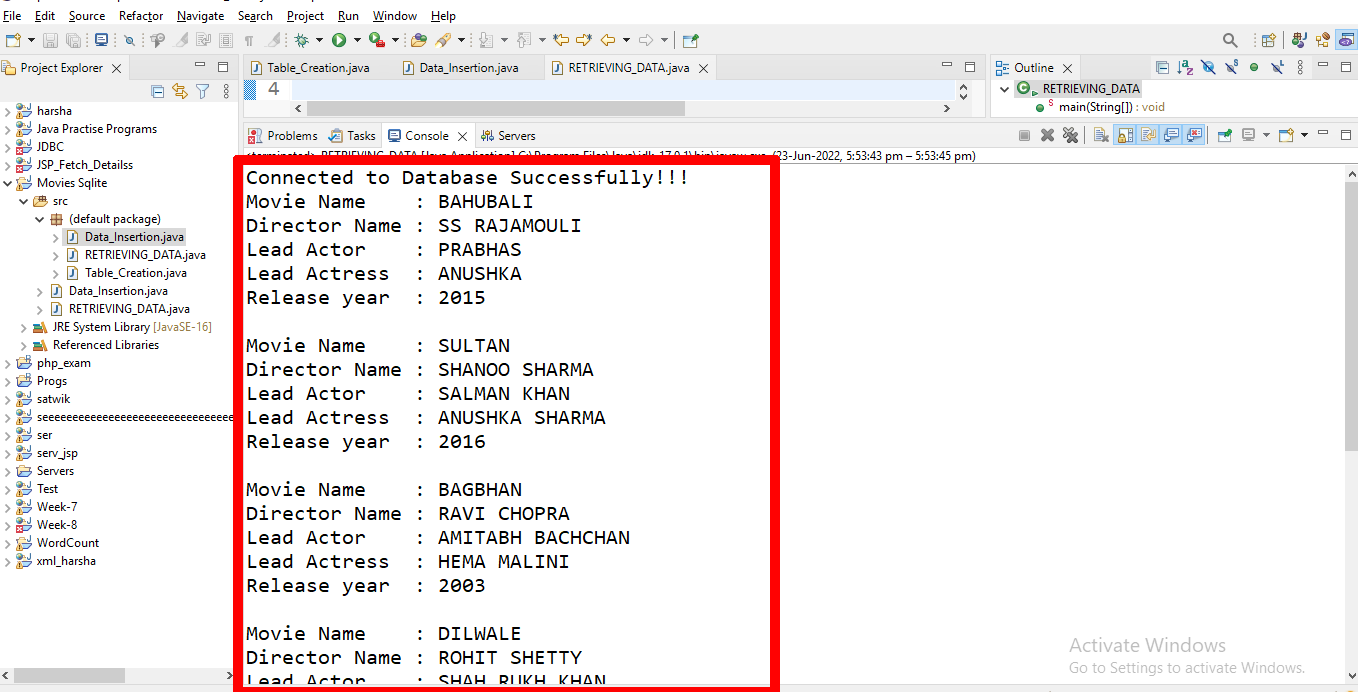 File Edit Source Refactor Navigate Search Project Run Window Help
Project Explorer
harsha
Java Practise Programs
JDBC
JSP_Fetch_Detailss
Movies Sqlite
src
(default package)
Data_Insertion.java
RETRIEVING_DATA.java
Table_Creation.java
Data_Insertion.java
RETRIEVING_DATA.java
JRE System Library [JavaSE-16]
Referenced Libraries
php_exam
Progs
satwik
ser
serv_jsp
Servers
Test
Week-7
Week-8
WordCount
xml_harsha
Table_Creation.java Data_Insertion.java RETRIEVING_DATA.java
4
Outline
RETRIEVING_DATA
main(String[]) : void
Problems Tasks Console Servers
(23-Jun-2022, 5:53:43 pm – 5:53:45 pm)
Connected to Database Successfully!!!
Movie Name : BAHUBALI
Director Name : SS RAJAMOULI
Lead Actor : PRABHAS
Lead Actress : ANUSHKA
Release year : 2015
Movie Name : SULTAN
Director Name : SHANOO SHARMA
Lead Actor : SALMAN KHAN
Lead Actress : ANUSHKA SHARMA
Release year : 2016
Movie Name : BAGBHAN
Director Name : RAVI CHOPRA
Lead Actor : AMITABH BACHCHAN
Lead Actress : HEMA MALINI
Release year : 2003
Movie Name : DILWALE
Director Name : ROHIT SHETTY
Lead Actor : SHAH RUKH KHAN
Activate Windows
Go to Settings to activate Windows.